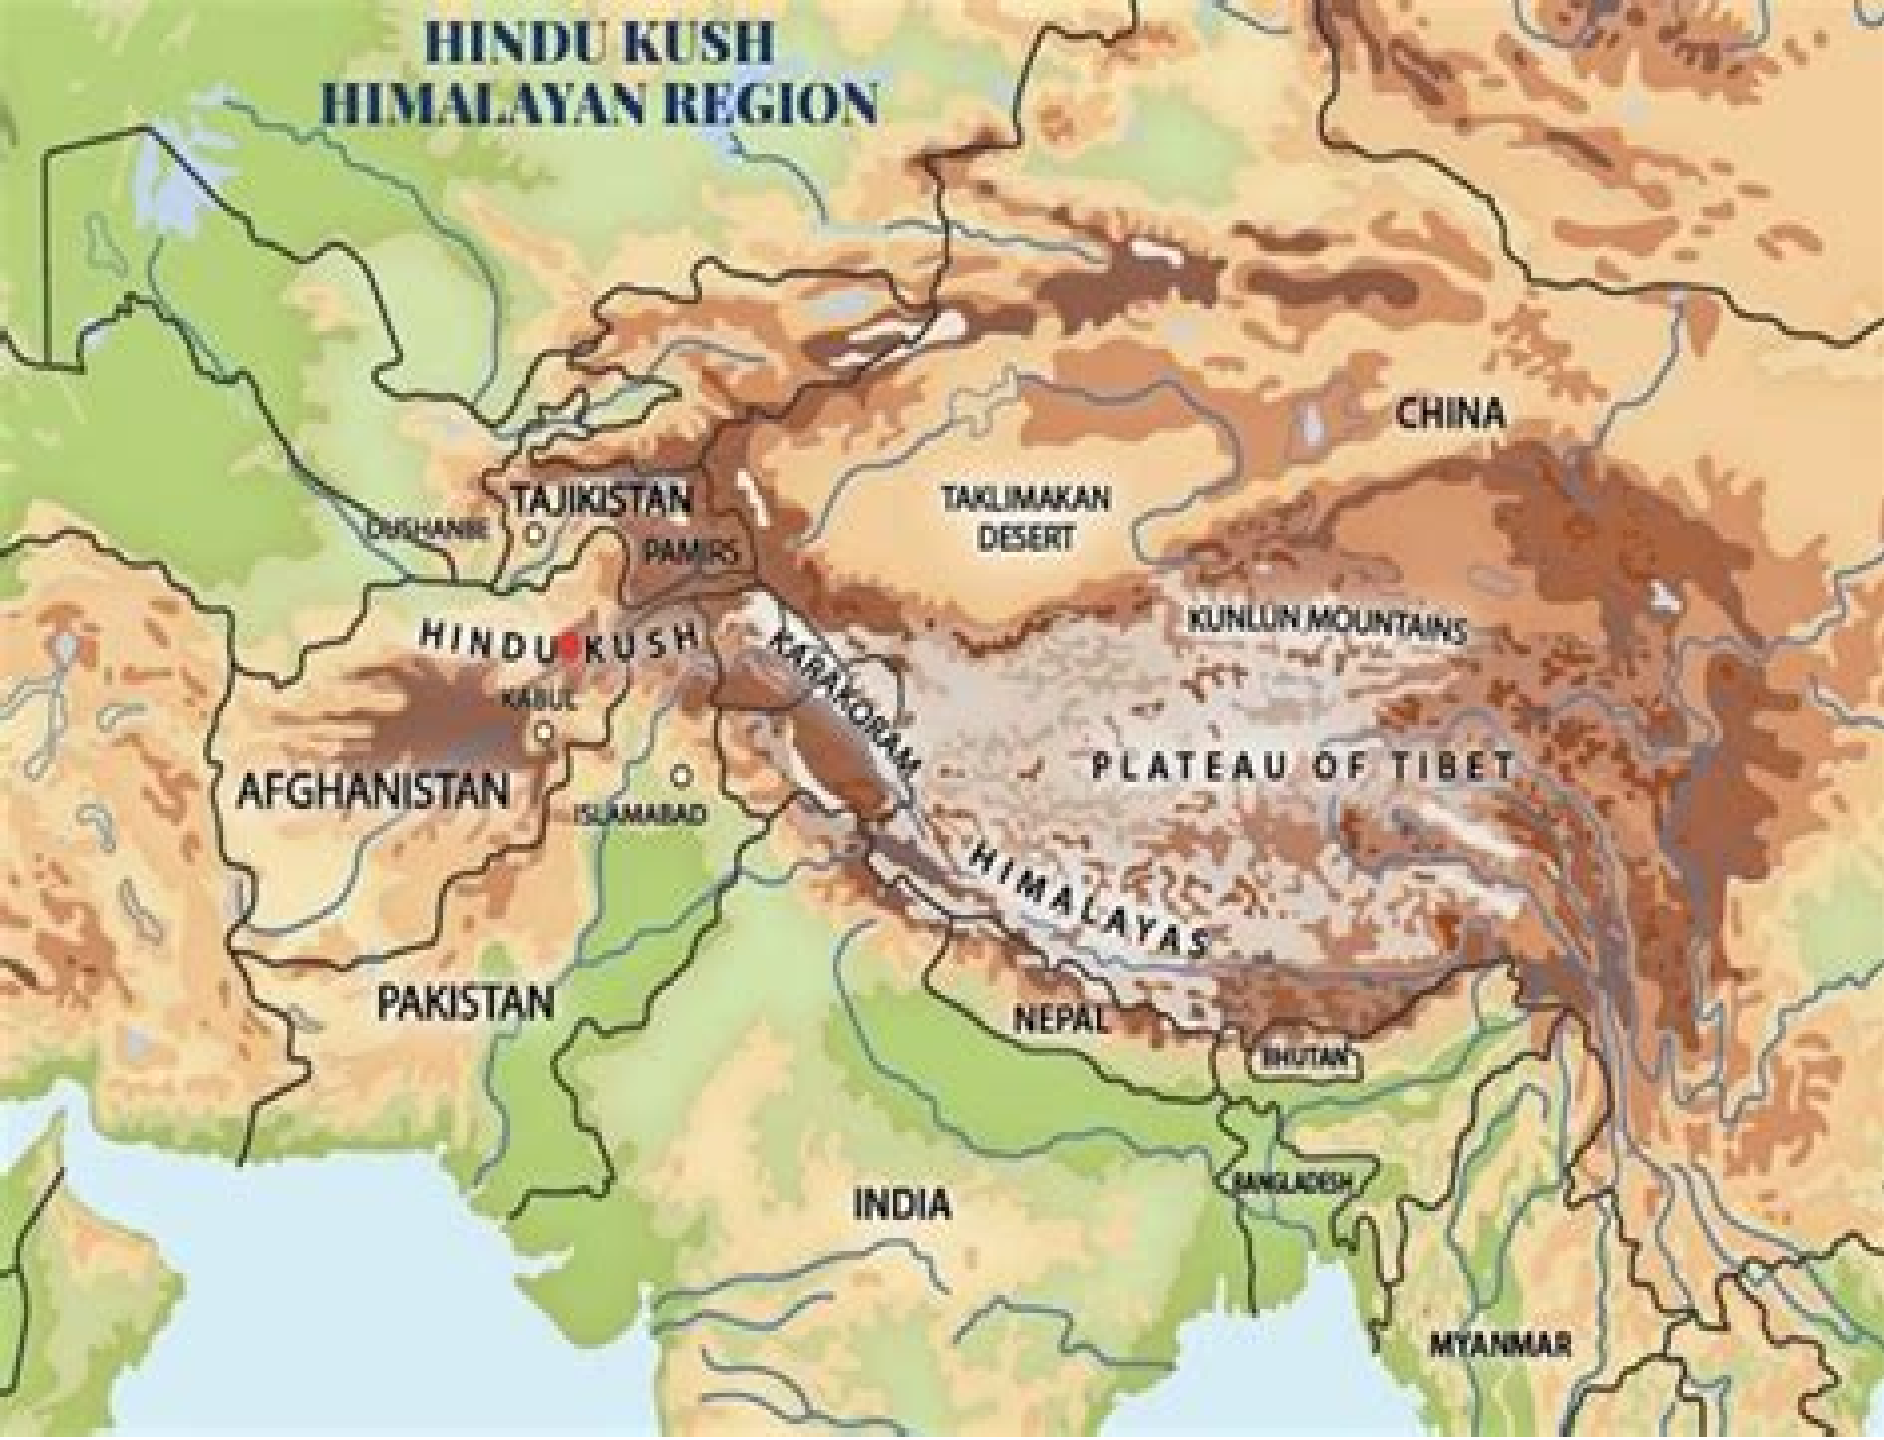 HINDU KUSH
HIMALAYAN REGION
CHINA
TAJIKISTAN
DUSHANBE
PAMIRS
TAKLIMAKAN
DESERT
HINDU KUSH
KARAKORAM
KUNLUN MOUNTAINS
KABUL
PLATEAU OF TIBET
AFGHANISTAN
ISLAMABAD
HIMALAYAS
PAKISTAN
NEPAL
BHUTAN
BANGLADESH
INDIA
MYANMAR